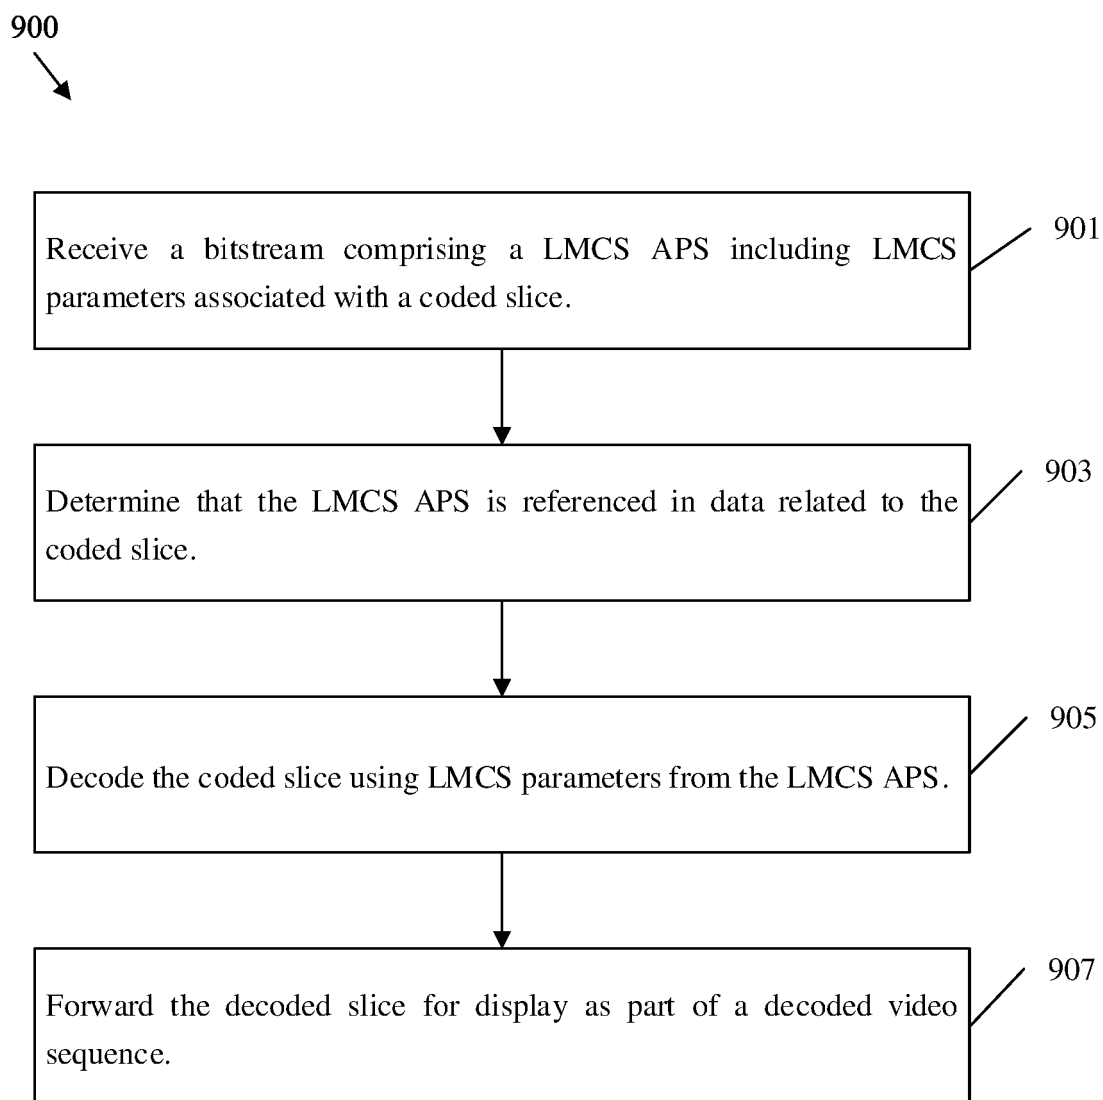 900
Receive a bitstream comprising a LMCS APS including LMCS
parameters associated with a coded slice.
901
Determine that the LMCS APS is referenced in data related to the
coded slice.
903
Decode the coded slice using LMCS parameters from the LMCS APS.
905
Forward the decoded slice for display as part of a decoded video
sequence.
907